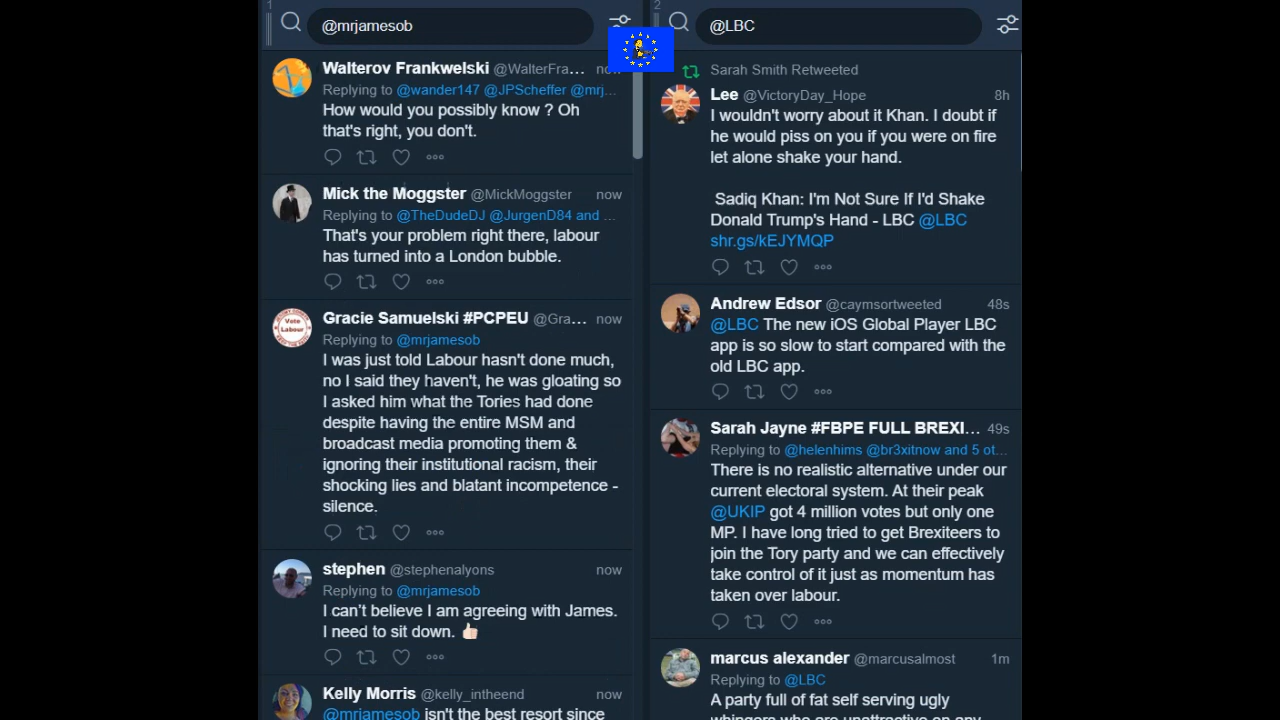 1
@mrjamesob
Walterov Frankwelski @WalterFra... now
Replying to @wander147 @JPScheffer @mrj...
How would you possibly know ? Oh
that's right, you don't.
Mick the Moggster @MickMoggster now
Replying to @TheDudeDJ @JurgenD84 and ...
That's your problem right there, labour
has turned into a London bubble.
Gracie Samuelski #PCPEU @Gra... now
Replying to @mrjamesob
I was just told Labour hasn't done much,
no I said they haven't, he was gloating so
I asked him what the Tories had done
despite having the entire MSM and
broadcast media promoting them &
ignoring their institutional racism, their
shocking lies and blatant incompetence -
silence.
stephen @stephenalyons now
Replying to @mrjamesob
I can't believe I am agreeing with James.
I need to sit down. 👍🏻
Kelly Morris @kelly_intheend now
@mrjamesob isn't the best resort since
2
@LBC
Sarah Smith Retweeted
Lee @VictoryDay_Hope 8h
I wouldn't worry about it Khan. I doubt if
he would piss on you if you were on fire
let alone shake your hand.
Sadiq Khan: I'm Not Sure If I'd Shake
Donald Trump's Hand - LBC @LBC
shr.gs/kEJYMQP
Andrew Edsor @caymsortweeted 48s
@LBC The new iOS Global Player LBC
app is so slow to start compared with the
old LBC app.
Sarah Jayne #FBPE FULL BREXI... 49s
Replying to @helenhims @br3xitnow and 5 ot...
There is no realistic alternative under our
current electoral system. At their peak
@UKIP got 4 million votes but only one
MP. I have long tried to get Brexiteers to
join the Tory party and we can effectively
take control of it just as momentum has
taken over labour.
marcus alexander @marcusalmost 1m
Replying to @LBC
A party full of fat self serving ugly
whingers who are unattractive on any